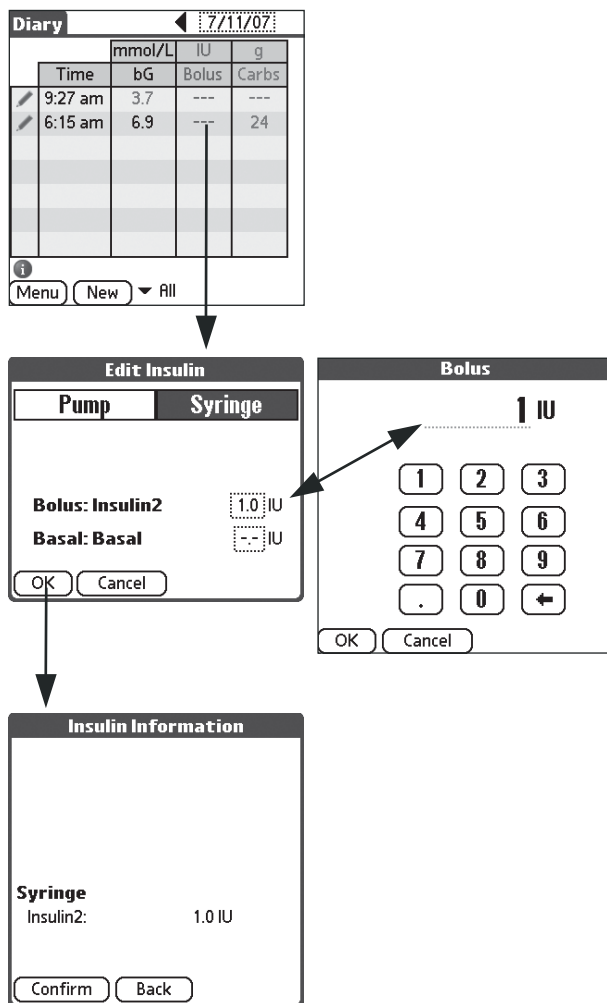 Diary 7/11/07
mmol/L IU g
Time bG Bolus Carbs
9:27 am 3.7 --- ---
6:15 am 6.9 --- 24
i
Menu New All
Edit Insulin
Pump Syringe
Bolus: Insulin2 1.0 IU
Basal: Basal -.- IU
OK Cancel
Bolus
1 IU
1 2 3
4 5 6
7 8 9
. 0
OK Cancel
Insulin Information
Syringe
Insulin2: 1.0 IU
Confirm Back